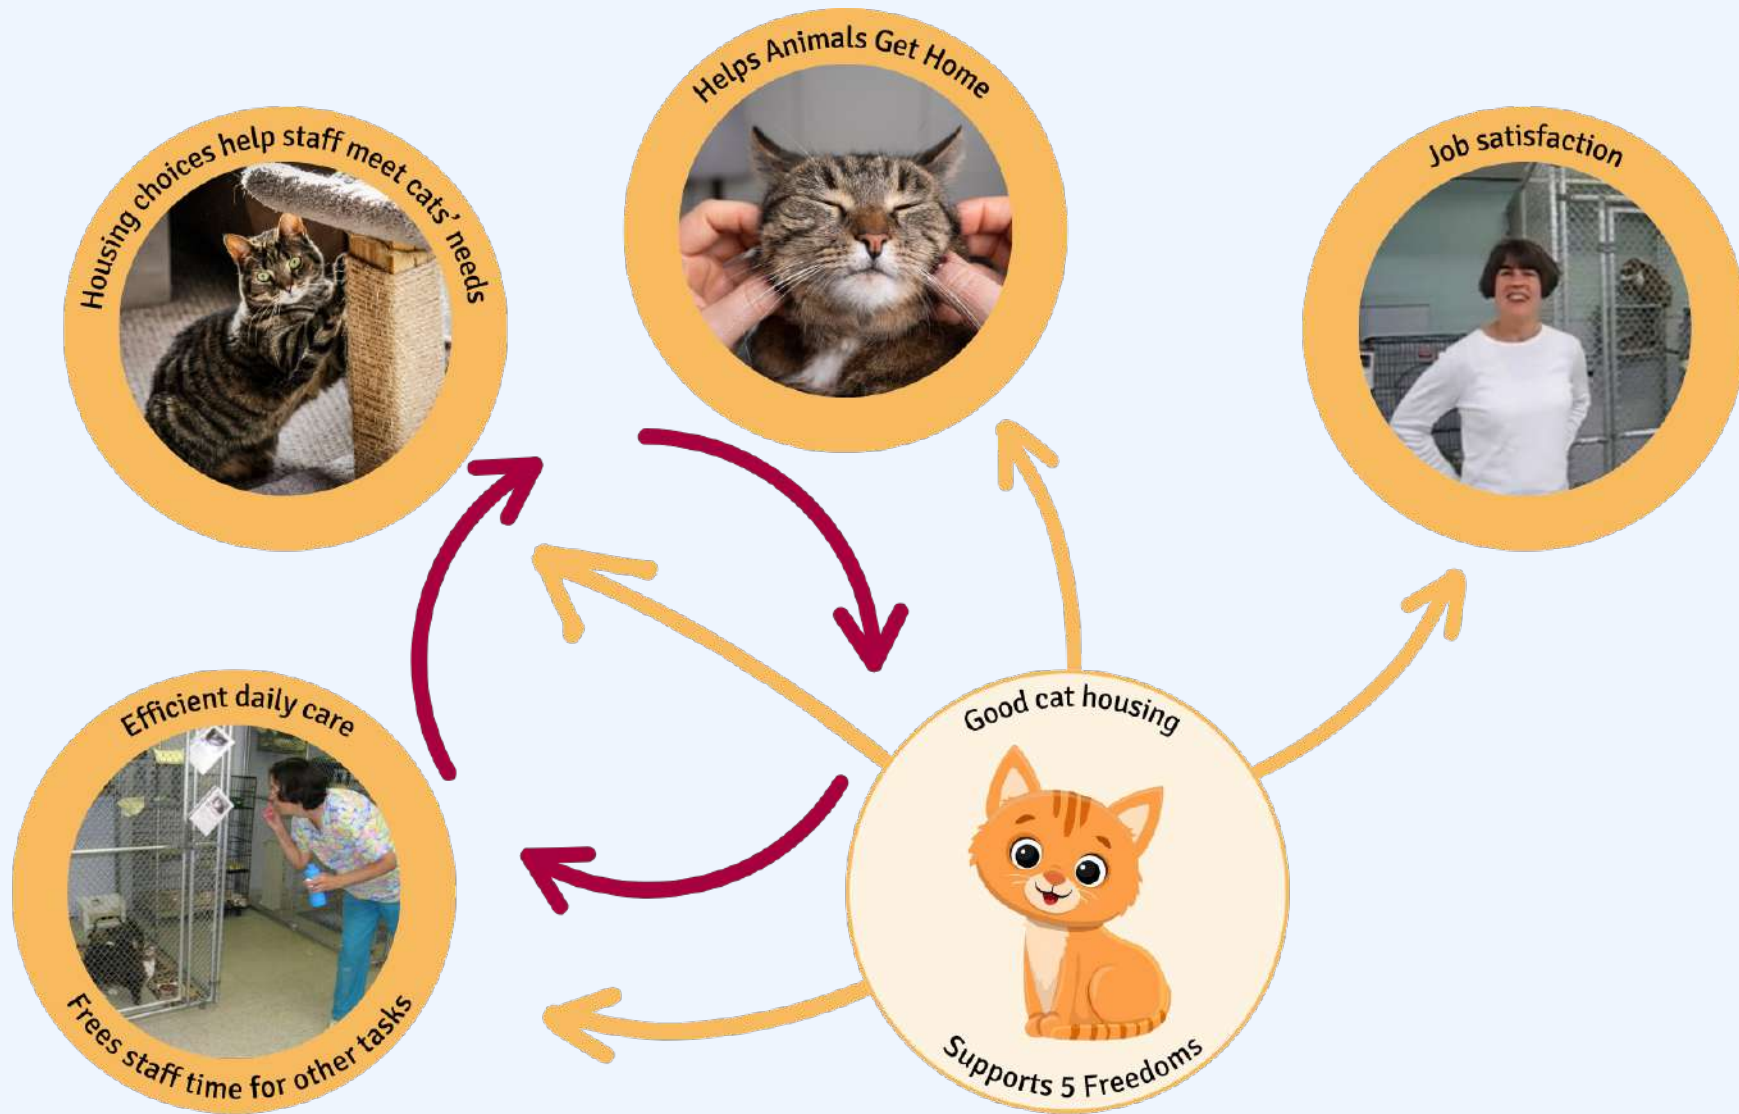 Helps Animals Get Home
Housing choices help staff meet cats' needs
Job satisfaction
Efficient daily care
Frees staff time for other tasks
Good cat housing
Supports 5 Freedoms